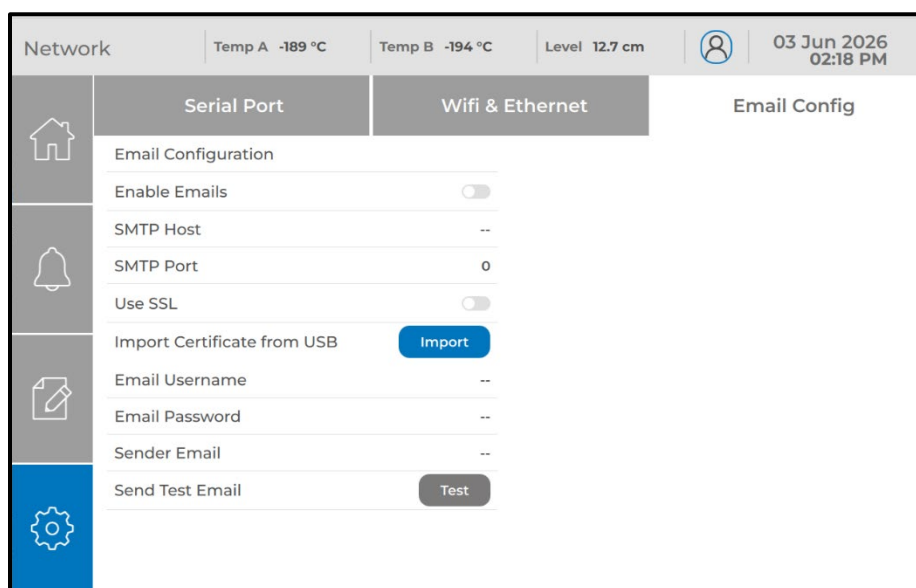 Network Temp A -189 °C Temp B -194 °C Level 12.7 cm 03 Jun 2026
02:18 PM
Serial Port Wifi & Ethernet Email Config
Email Configuration
Enable Emails
SMTP Host --
SMTP Port 0
Use SSL
Import Certificate from USB Import
Email Username --
Email Password --
Sender Email --
Send Test Email Test